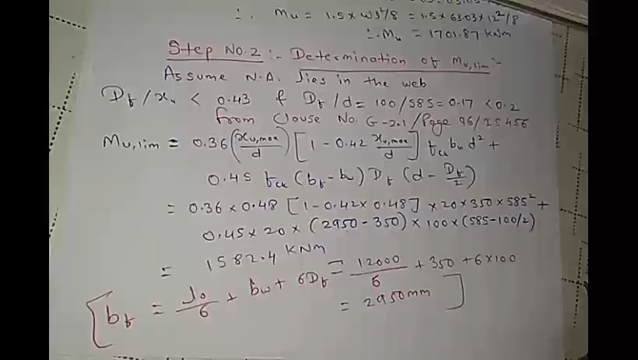 ∴ Mu = 1.5 × wJ²/8 = 1.5 × 63.03 × 12²/8
∴ Mu = 1701.87 KNm
Step No.2 :- Determination of Mu,lim :-
Assume N.A. lies in the web
Df/xu < 0.43 & Df/d = 100/585 = 0.17 < 0.2
from Clouse No. G-2.1/Page 96/IS 456
Mu,lim = 0.36 (xu,max/d) [1 - 0.42 xu,max/d] fck bw d² +
0.45 fck (bf - bw) Df (d - Df/2)
= 0.36 × 0.48 [1 - 0.42 × 0.48] × 20 × 350 × 585² +
0.45 × 20 × (2950 - 350) × 100 × (585 - 100/2)
= 1582.4 KNm
[ bf = Jo/6 + bw + 6Df = 12000/6 + 350 + 6×100
= 2950mm ]